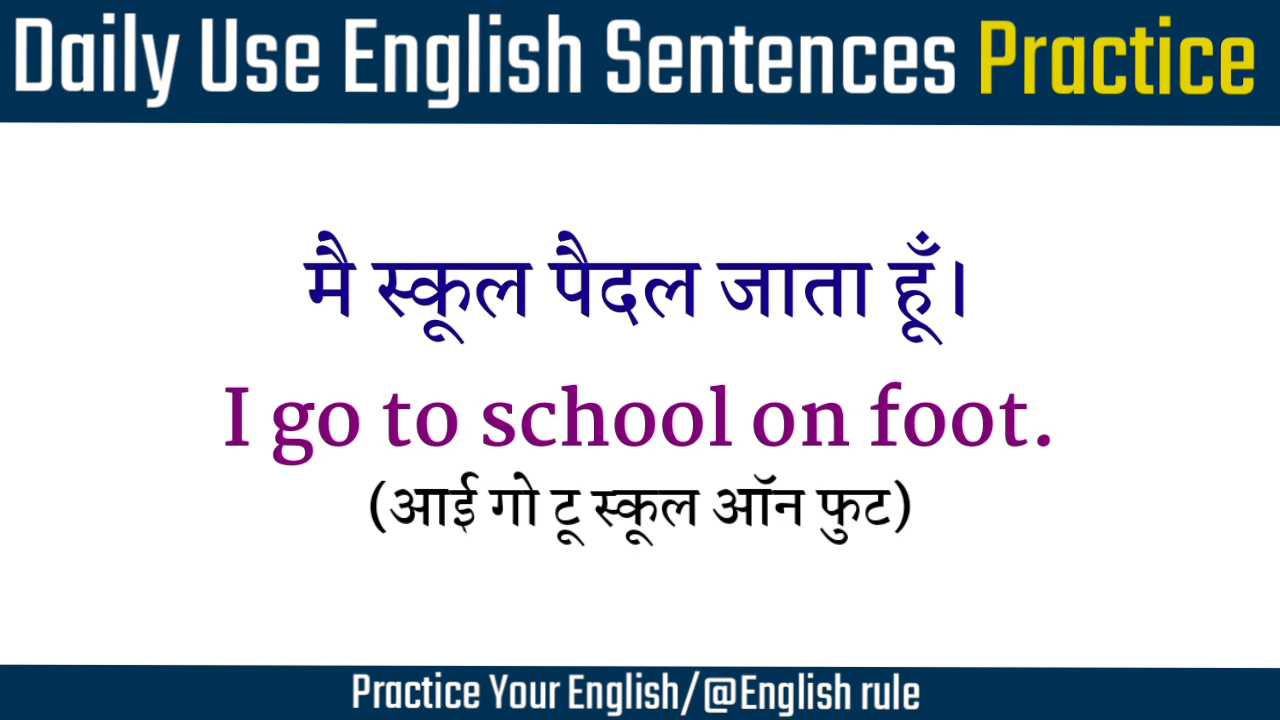 Daily Use English Sentences Practice
मै स्कूल पैदल जाता हूँ।
I go to school on foot.
(आई गो टू स्कूल ऑन फुट)
Practice Your English/@English rule